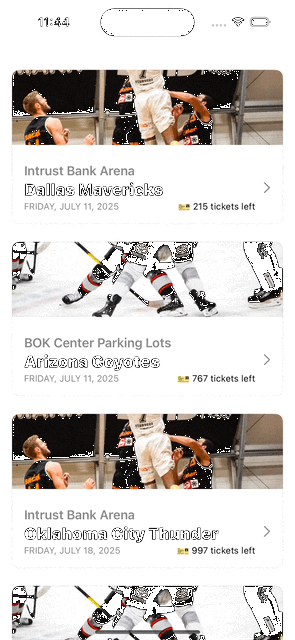 11:44
Intrust Bank Arena
Dallas Mavericks
FRIDAY, JULY 11, 2025
215 tickets left
BOK Center Parking Lots
Arizona Coyotes
FRIDAY, JULY 11, 2025
767 tickets left
Intrust Bank Arena
Oklahoma City Thunder
FRIDAY, JULY 18, 2025
997 tickets left